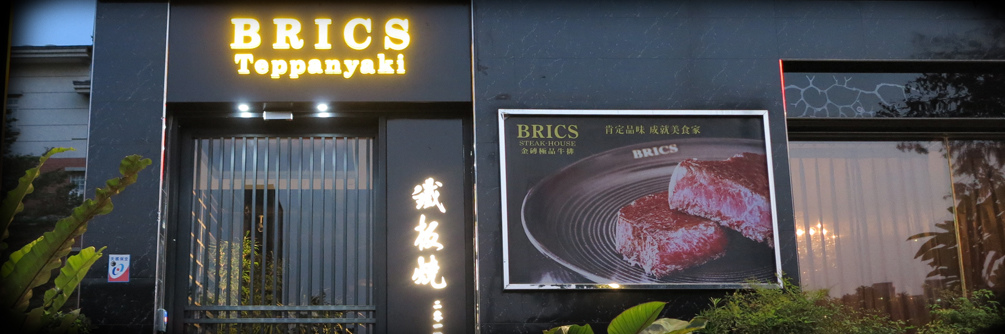 BRICS
Teppanyaki
鐵板燒
BRICS
STEAK·HOUSE
金磚極品牛排
肯定品味 成就美食家
BRICS